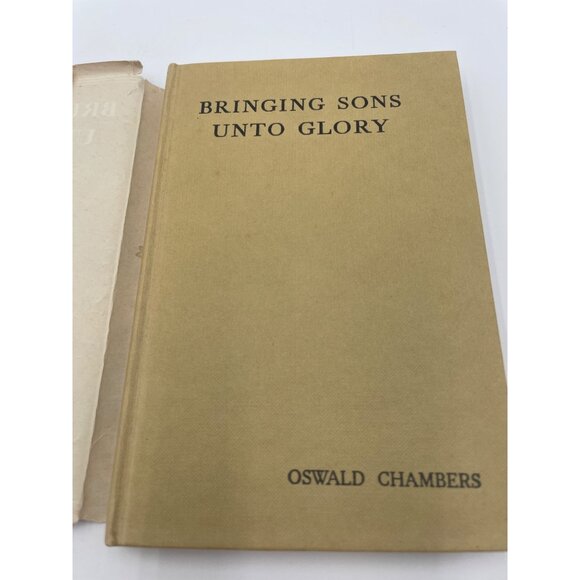 BRINGING SONS
UNTO GLORY
OSWALD CHAMBERS